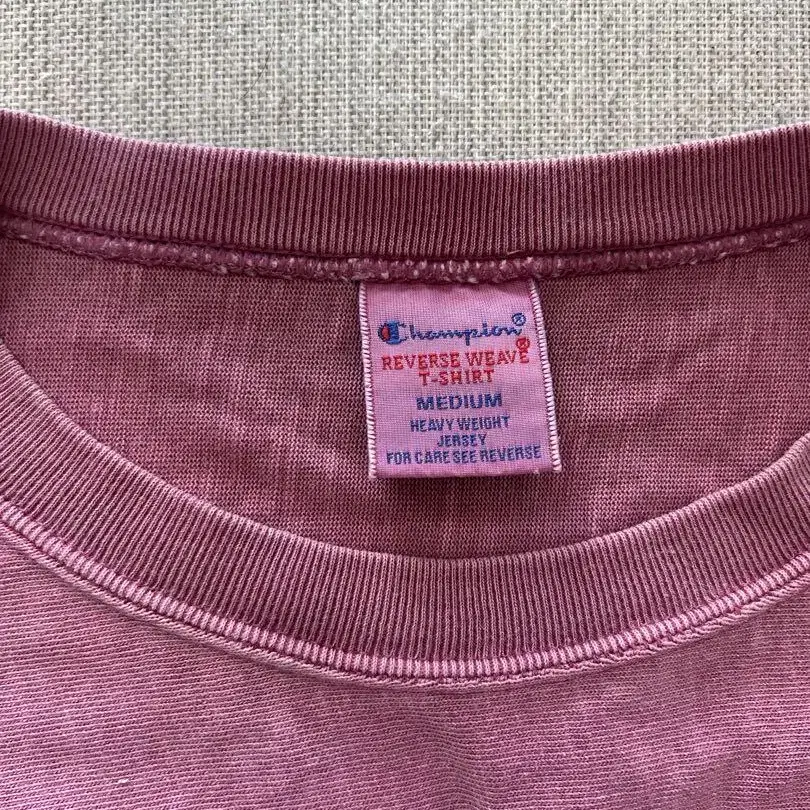 Champion®
REVERSE WEAVE®
T-SHIRT
MEDIUM
HEAVY WEIGHT
JERSEY
FOR CARE SEE REVERSE